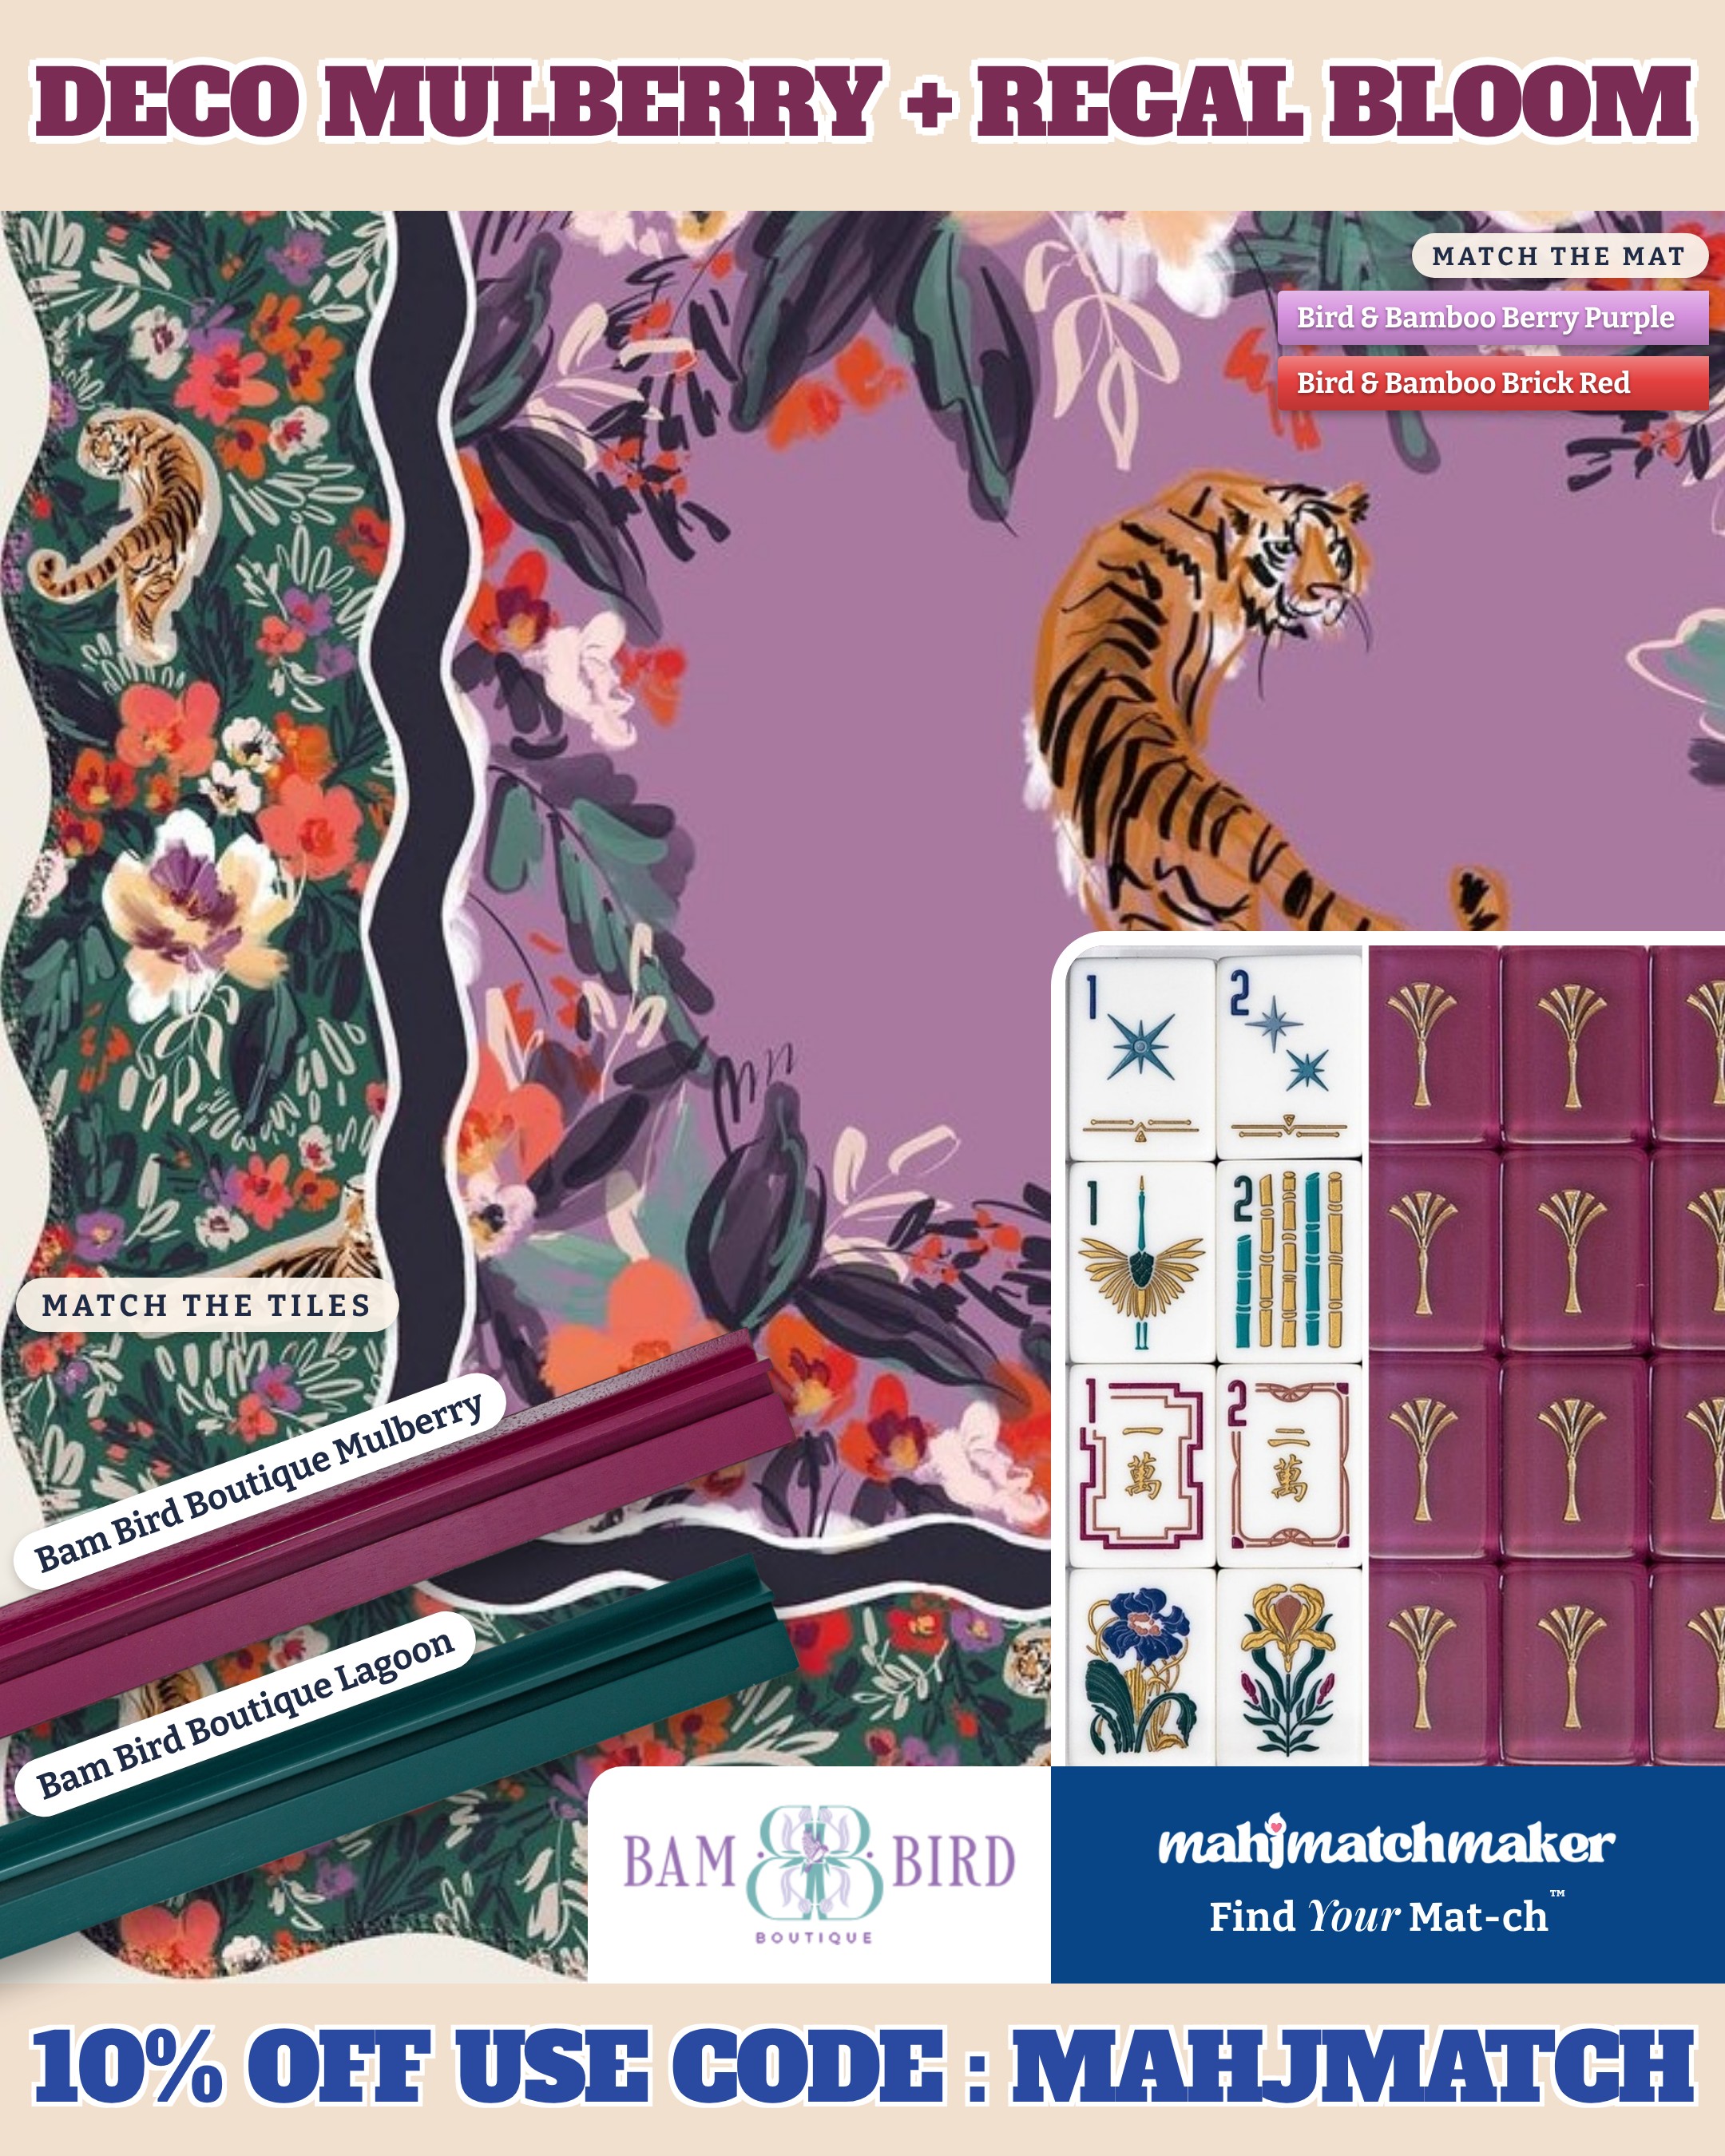 DECO MULBERRY + REGAL BLOOM
MATCH THE MAT
Bird & Bamboo Berry Purple
Bird & Bamboo Brick Red
1
2
1
2
1
一
萬
2
二
萬
MATCH THE TILES
Bam Bird Boutique Mulberry
Bam Bird Boutique Lagoon
BAM BIRD
BOUTIQUE
mahjmatchmaker
Find Your Mat-ch™
10% OFF USE CODE : MAHJMATCH